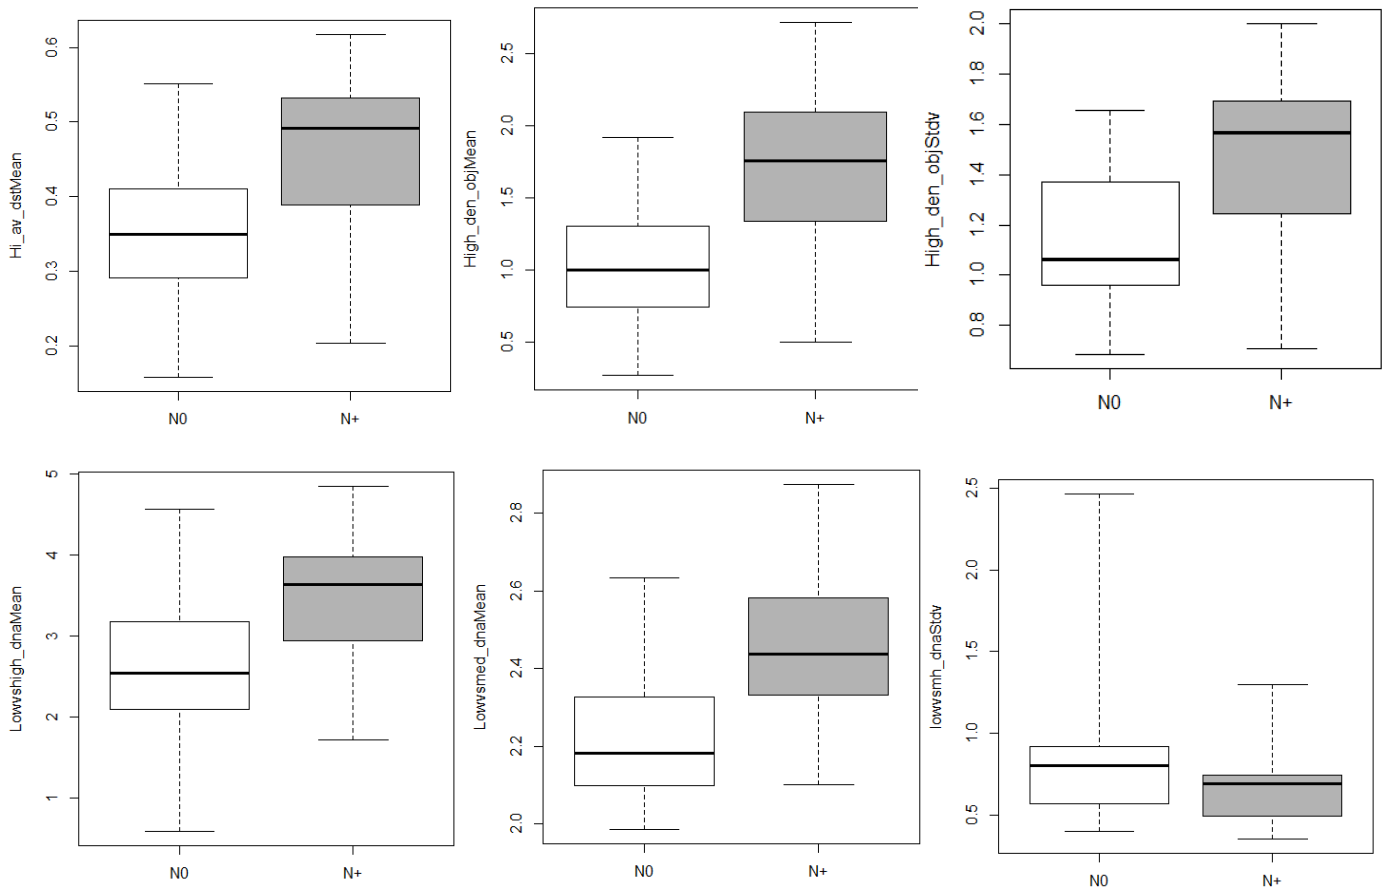 Hi_av_dstMean
0.2 0.3 0.4 0.5 0.6
N0 N+
High_den_objMean
0.5 1.0 1.5 2.0 2.5
N0 N+
High_den_objStdv
0.8 1.0 1.2 1.4 1.6 1.8 2.0
N0 N+
Lowvshigh_dnaMean
1 2 3 4 5
N0 N+
Lowvsmed_dnaMean
2.0 2.2 2.4 2.6 2.8
N0 N+
lowvsmh_dnaStdv
0.5 1.0 1.5 2.0 2.5
N0 N+